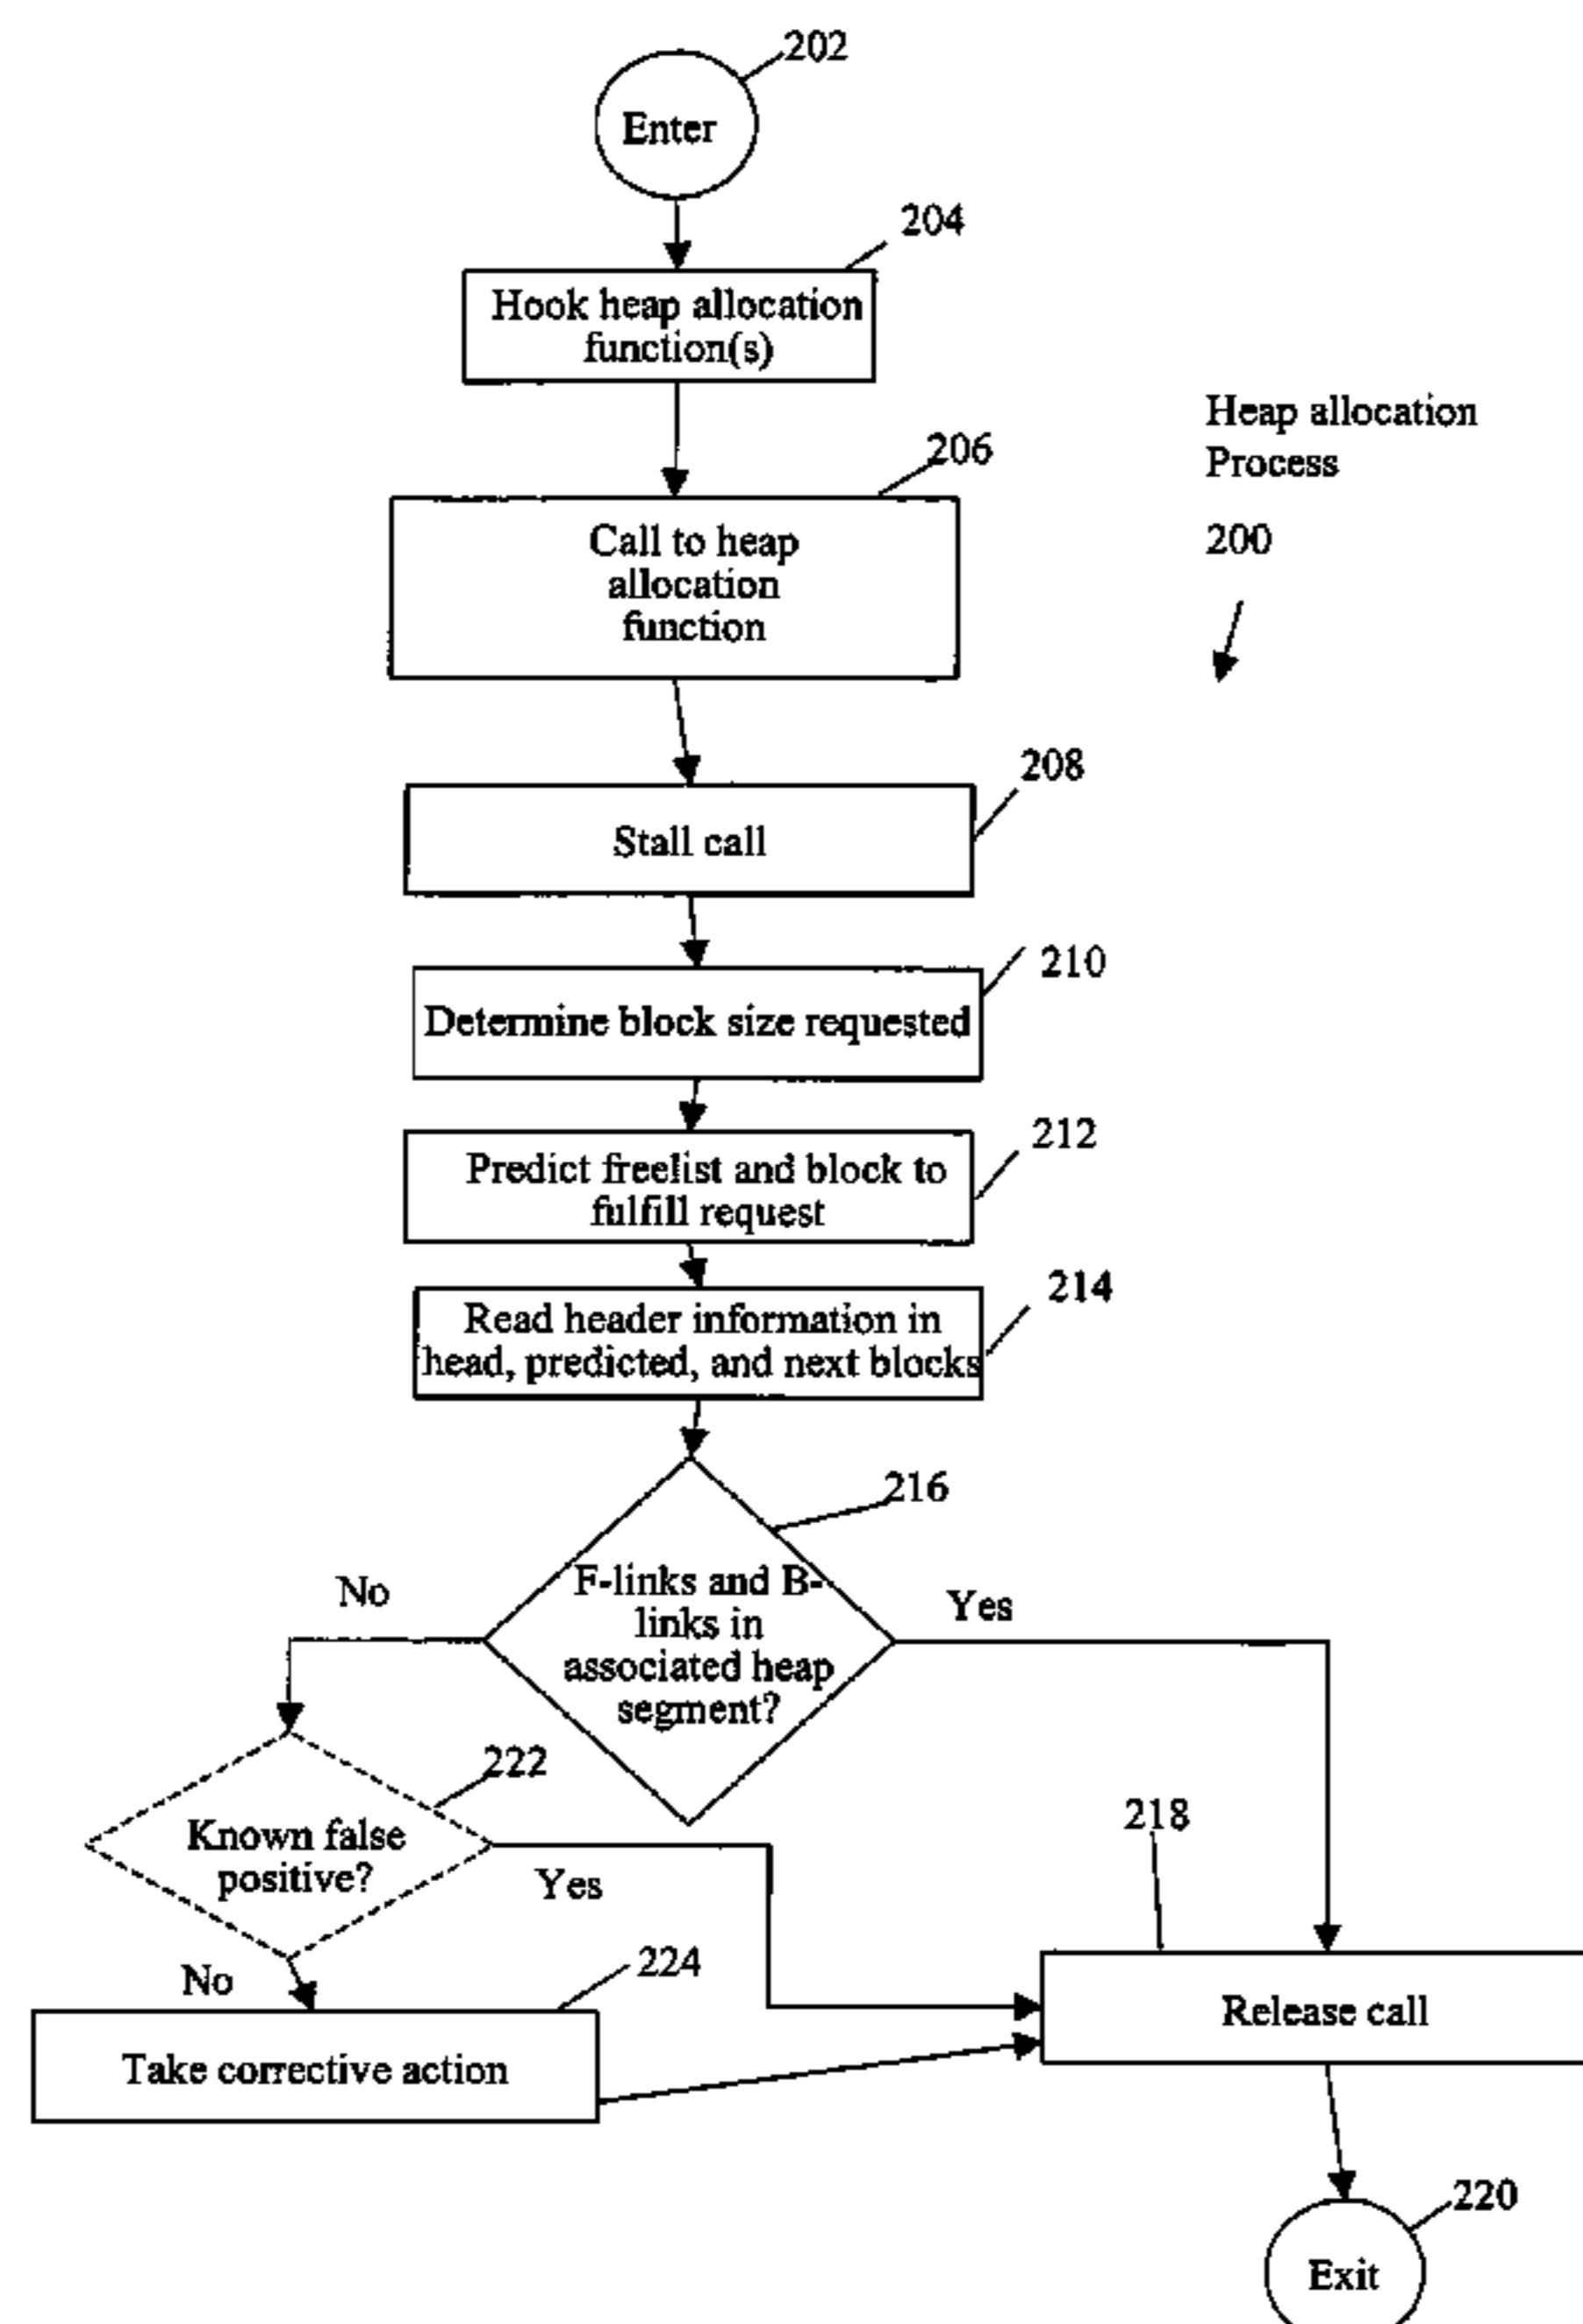 202
Enter
204
Hook heap allocation
function(s)
Heap allocation
Process
200
206
Call to heap
allocation
function
208
Stall call
210
Determine block size requested
212
Predict freelist and block to
fulfill request
214
Read header information in
head, predicted, and next blocks
216
F-links and B-
links in
associated heap
segment?
No
Yes
222
Known false
positive?
Yes
No
218
224
Take corrective action
Release call
220
Exit